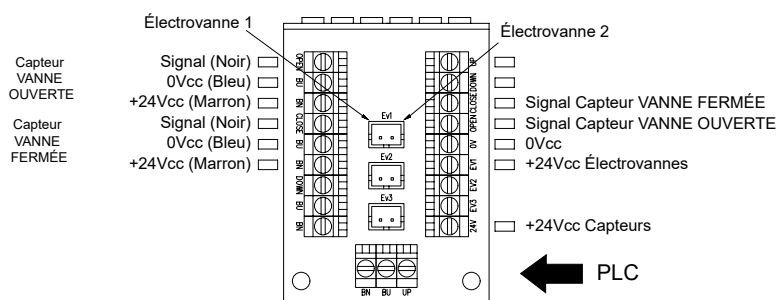 Électrovanne 1
Électrovanne 2
Capteur
VANNE
OUVERTE
Signal (Noir)
0Vcc (Bleu)
+24Vcc (Marron)
Capteur
VANNE
FERMÉE
Signal (Noir)
0Vcc (Bleu)
+24Vcc (Marron)
OPEN
BU
BN
CLOSE
BU
BN
DOWN
BU
BN
Ev1
Ev2
Ev3
UP
DOWN
CLOSE
OPEN
0V
EV1
EV2
EV3
24V
Signal Capteur VANNE FERMÉE
Signal Capteur VANNE OUVERTE
0Vcc
+24Vcc Électrovannes
+24Vcc Capteurs
BN BU UP
PLC